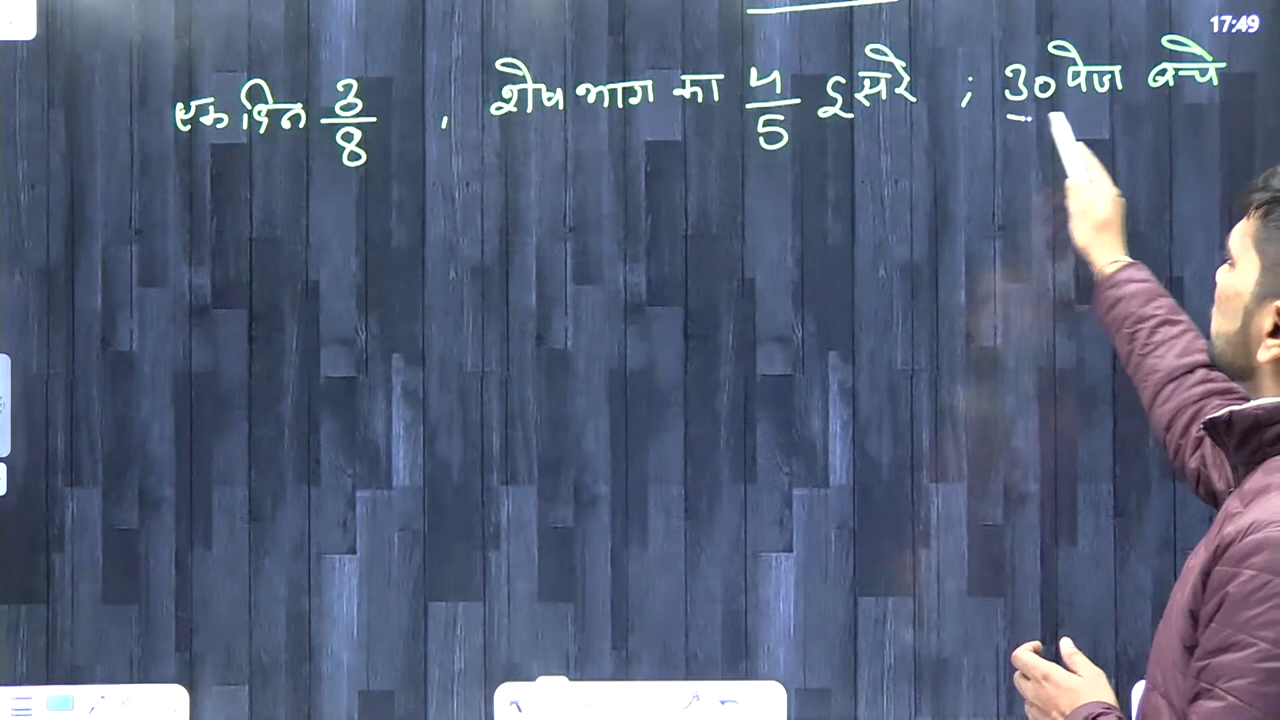 17:49
एक दिन 3/8 , शेष भाग का 4/5 दूसरे ; 30 पेज बच्चे